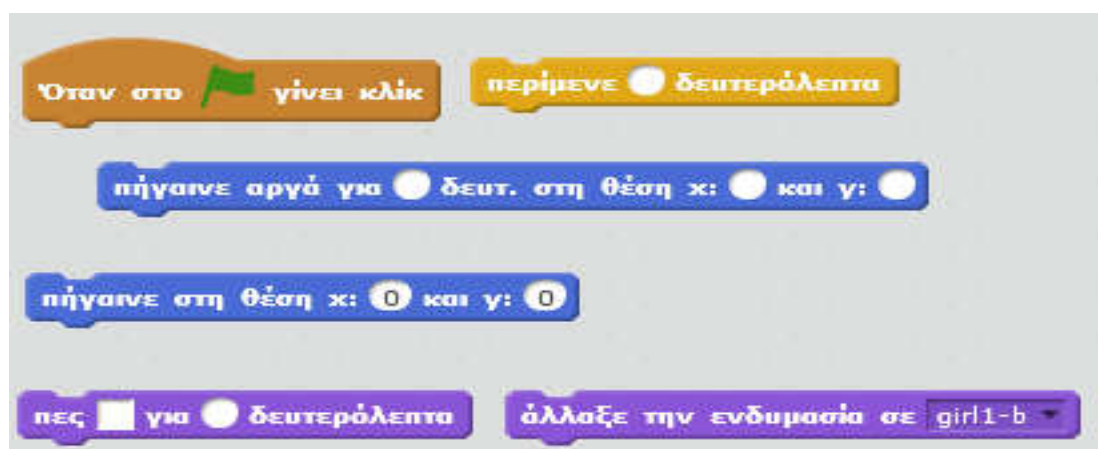 Όταν στο γίνει κλίκ
περίμενε δευτερόλεπτα
πήγαινε αργά για δευτ. στη θέση x: και y:
πήγαινε στη θέση x: 0 και y: 0
πες για δευτερόλεπτα
άλλαξε την ενδυμασία σε girl1-b